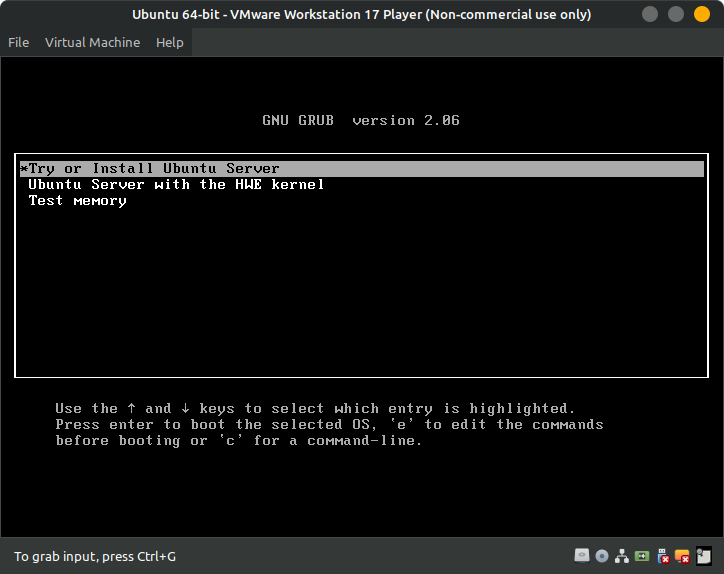 Ubuntu 64-bit - VMware Workstation 17 Player (Non-commercial use only)
File Virtual Machine Help
GNU GRUB  version 2.06
*Try or Install Ubuntu Server
Ubuntu Server with the HWE kernel
Test memory
Use the ↑ and ↓ keys to select which entry is highlighted.
Press enter to boot the selected OS, `e' to edit the commands
before booting or `c' for a command-line.
To grab input, press Ctrl+G